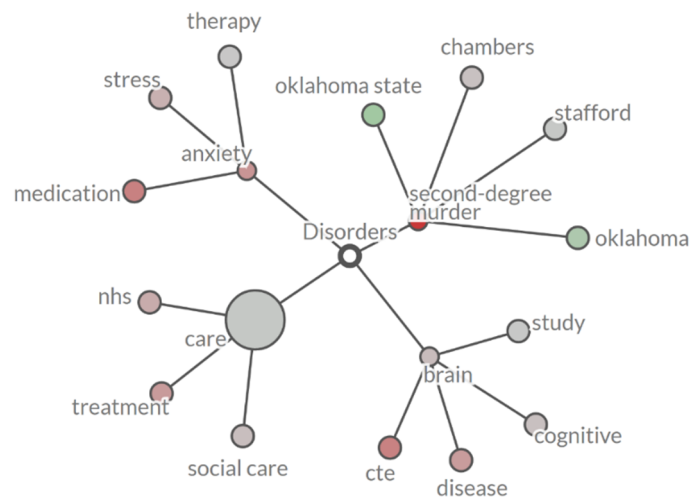 therapy
chambers
stress
oklahoma state
stafford
anxiety
medication
second-degree
murder
Disorders
oklahoma
nhs
care
study
brain
treatment
cognitive
social care
cte
disease